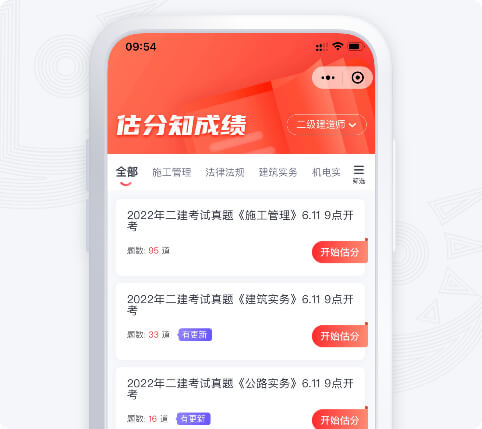 09:54
估分知成绩
二级建造师
全部 施工管理 法律法规 建筑实务 机电实
筛选
2022年二建考试真题《施工管理》6.11 9点开
考
题数: 95 道
开始估分
2022年二建考试真题《建筑实务》6.11 9点开
考
题数: 33 道 有更新
开始估分
2022年二建考试真题《公路实务》6.11 9点开
考
题数: 16 道 有更新
开始估分